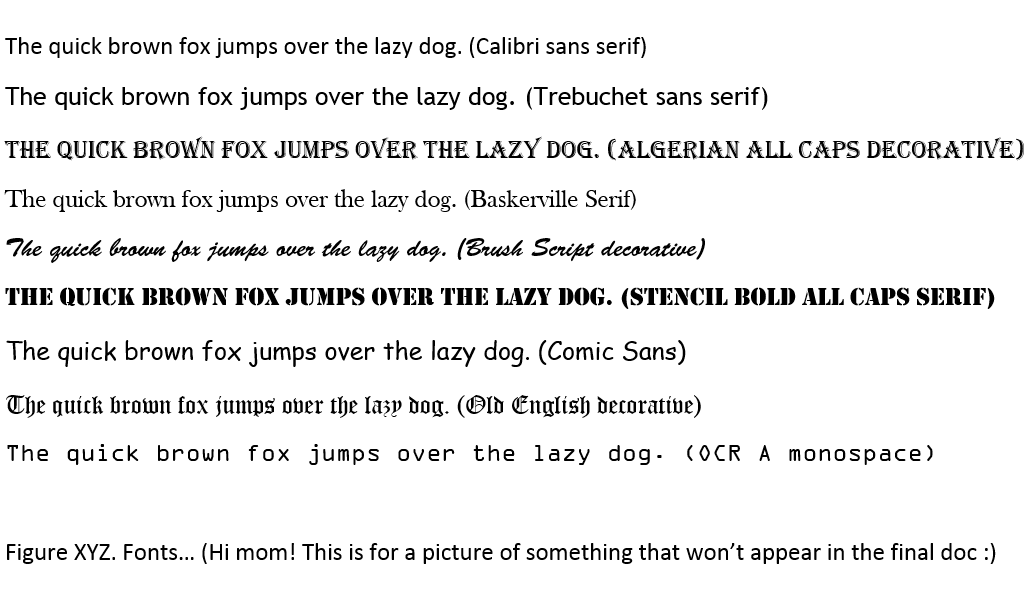 The quick brown fox jumps over the lazy dog. (Calibri sans serif)
The quick brown fox jumps over the lazy dog. (Trebuchet sans serif)
THE QUICK BROWN FOX JUMPS OVER THE LAZY DOG. (ALGERIAN ALL CAPS DECORATIVE)
The quick brown fox jumps over the lazy dog. (Baskerville Serif)
The quick brown fox jumps over the lazy dog. (Brush Script decorative)
THE QUICK BROWN FOX JUMPS OVER THE LAZY DOG. (STENCIL BOLD ALL CAPS SERIF)
The quick brown fox jumps over the lazy dog. (Comic Sans)
The quick brown fox jumps over the lazy dog. (Old English decorative)
The quick brown fox jumps over the lazy dog. (OCR A monospace)
Figure XYZ. Fonts… (Hi mom! This is for a picture of something that won’t appear in the final doc :)